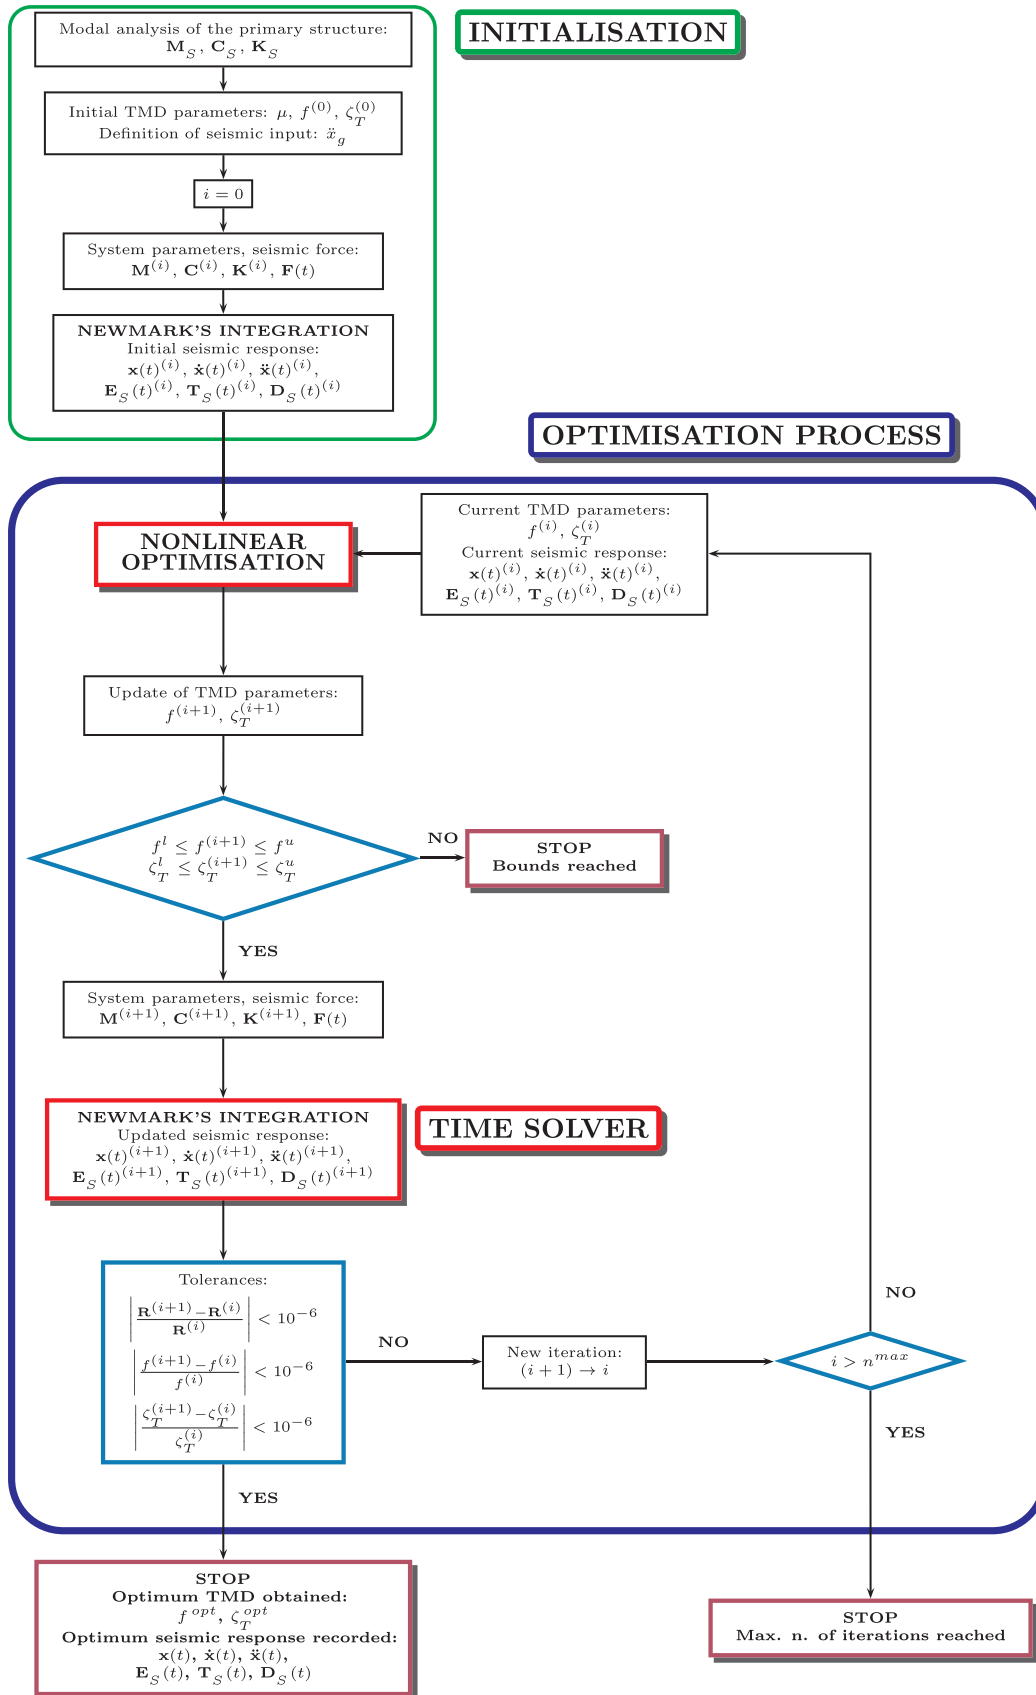 INITIALISATION
Modal analysis of the primary structure:
M_S, C_S, K_S
Initial TMD parameters: μ, f^(0), ζ_T^(0)
Definition of seismic input: ẍ_g
i = 0
System parameters, seismic force:
M^(i), C^(i), K^(i), F(t)
NEWMARK'S INTEGRATION
Initial seismic response:
x(t)^(i), ẋ(t)^(i), ẍ(t)^(i),
E_S(t)^(i), T_S(t)^(i), D_S(t)^(i)
OPTIMISATION PROCESS
NONLINEAR
OPTIMISATION
Current TMD parameters:
f^(i), ζ_T^(i)
Current seismic response:
x(t)^(i), ẋ(t)^(i), ẍ(t)^(i),
E_S(t)^(i), T_S(t)^(i), D_S(t)^(i)
Update of TMD parameters:
f^(i+1), ζ_T^(i+1)
f^l ≤ f^(i+1) ≤ f^u
ζ_T^l ≤ ζ_T^(i+1) ≤ ζ_T^u
NO
STOP
Bounds reached
YES
System parameters, seismic force:
M^(i+1), C^(i+1), K^(i+1), F(t)
NEWMARK'S INTEGRATION
Updated seismic response:
x(t)^(i+1), ẋ(t)^(i+1), ẍ(t)^(i+1),
E_S(t)^(i+1), T_S(t)^(i+1), D_S(t)^(i+1)
TIME SOLVER
Tolerances:
|(R^(i+1) − R^(i)) / R^(i)| < 10^−6
|(f^(i+1) − f^(i)) / f^(i)| < 10^−6
|(ζ_T^(i+1) − ζ_T^(i)) / ζ_T^(i)| < 10^−6
NO
New iteration:
(i + 1) → i
i > n^max
NO
YES
YES
STOP
Optimum TMD obtained:
f^opt, ζ_T^opt
Optimum seismic response recorded:
x(t), ẋ(t), ẍ(t),
E_S(t), T_S(t), D_S(t)
STOP
Max. n. of iterations reached